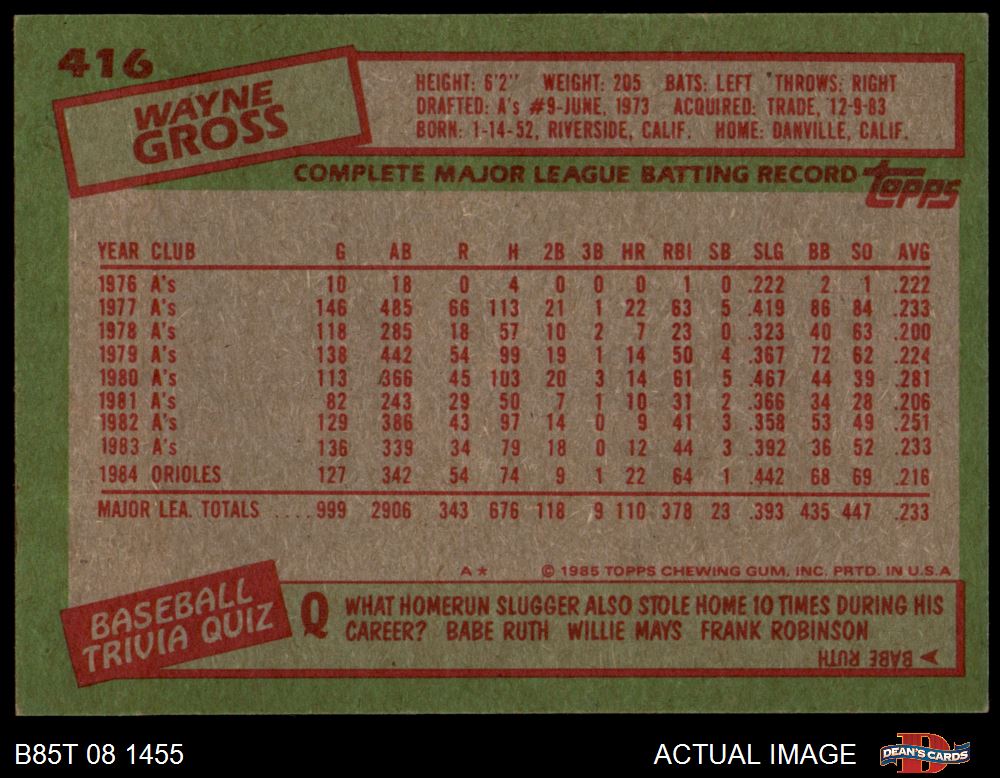 416
WAYNE
GROSS
HEIGHT: 6'2" WEIGHT: 205 BATS: LEFT THROWS: RIGHT
DRAFTED: A's #9-JUNE, 1973 ACQUIRED: TRADE, 12-9-83
BORN: 1-14-52, RIVERSIDE, CALIF. HOME: DANVILLE, CALIF.
COMPLETE MAJOR LEAGUE BATTING RECORD topps
YEAR CLUB G AB R H 2B 3B HR RBI SB SLG BB SO AVG
1976 A's 10 18 0 4 0 0 0 1 0 .222 2 1 .222
1977 A's 146 485 66 113 21 1 22 63 5 .419 86 84 .233
1978 A's 118 285 18 57 10 2 7 23 0 .323 40 63 .200
1979 A's 138 442 54 99 19 1 14 50 4 .367 72 62 .224
1980 A's 113 366 45 103 20 3 14 61 5 .467 44 39 .281
1981 A's 82 243 29 50 7 1 10 31 2 .366 34 28 .206
1982 A's 129 386 43 97 14 0 9 41 3 .358 53 49 .251
1983 A's 136 339 34 79 18 0 12 44 3 .392 36 52 .233
1984 ORIOLES 127 342 54 74 9 1 22 64 1 .442 68 69 .216
MAJOR LEA. TOTALS ....999 2906 343 676 118 9 110 378 23 .393 435 447 .233
A* © 1985 TOPPS CHEWING GUM, INC. PRTD. IN U.S.A
BASEBALL
TRIVIA QUIZ
Q WHAT HOMERUN SLUGGER ALSO STOLE HOME 10 TIMES DURING HIS
CAREER? BABE RUTH WILLIE MAYS FRANK ROBINSON
BABE RUTH
B85T 08 1455
ACTUAL IMAGE
D
DEAN'S CARDS